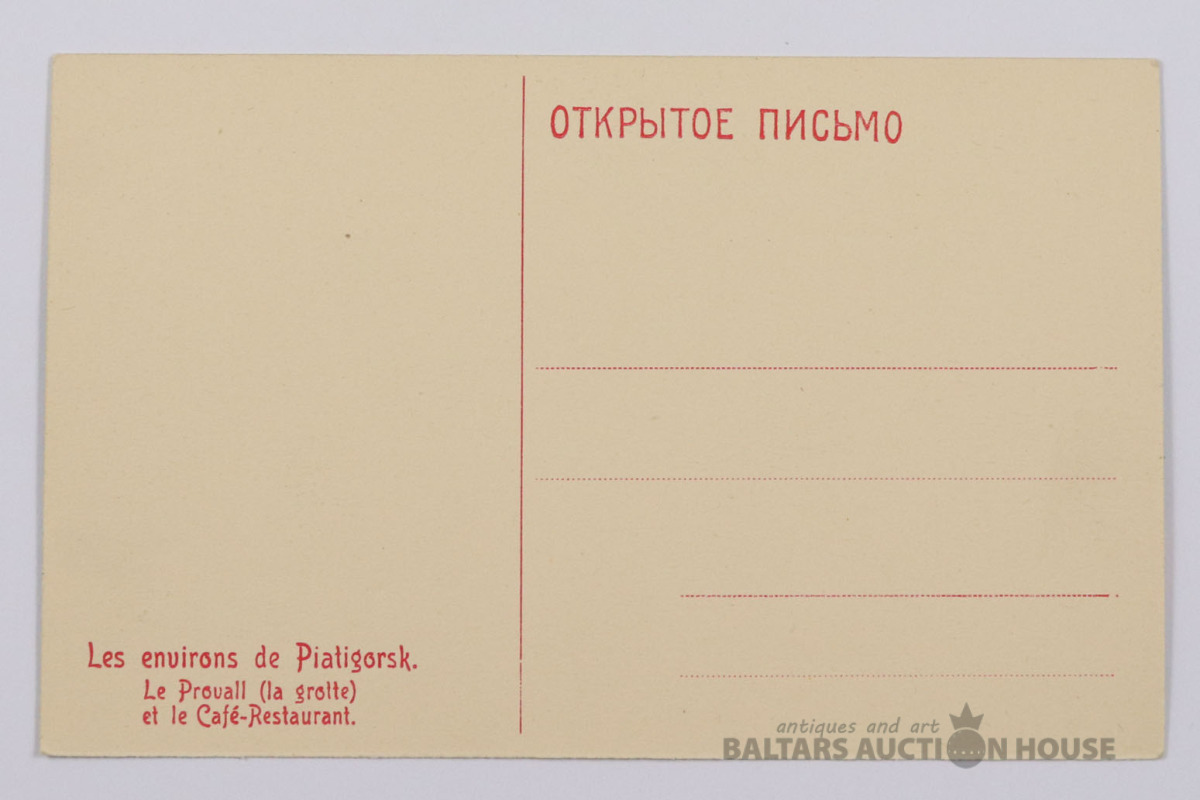 ОТКРЫТОЕ ПИСЬМО
Les environs de Piatigorsk.
Le Provall (la grotte)
et le Café-Restaurant.
antiques and art
BALTARS AUCTION HOUSE